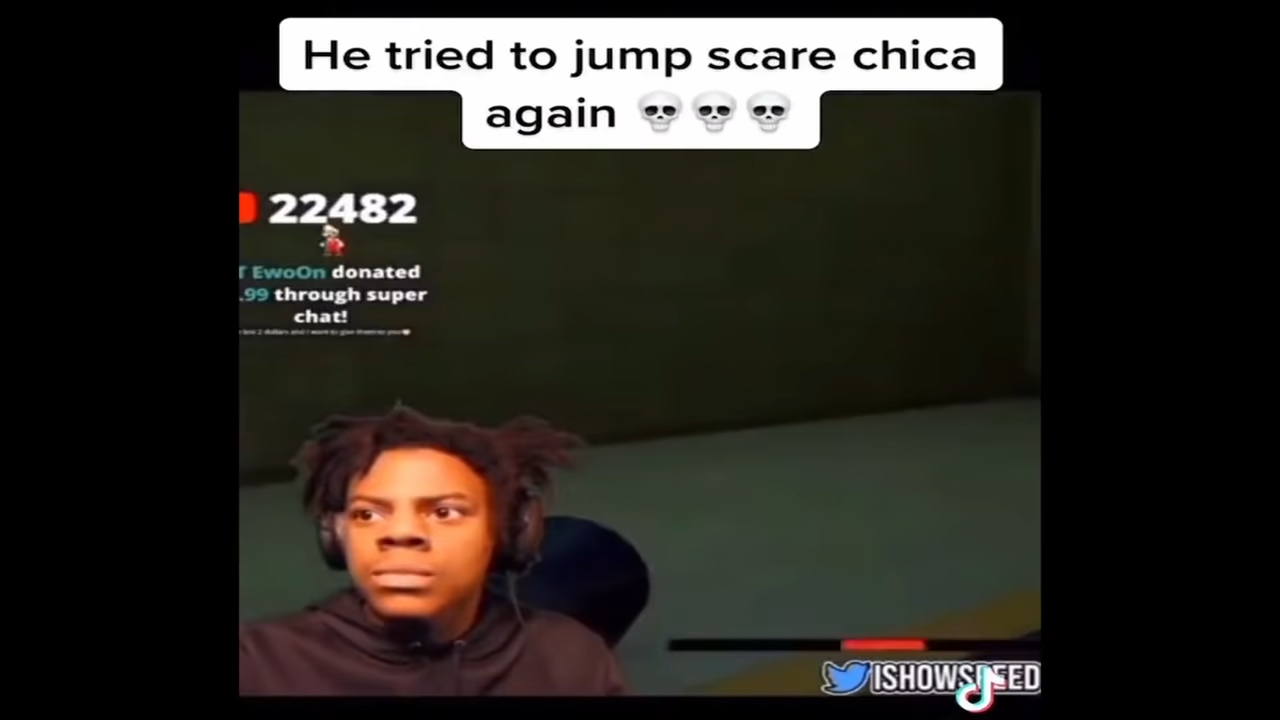 He tried to jump scare chica
again 💀💀💀
22482
EwoOn donated
.99 through super
chat!
ISHOWSPEED